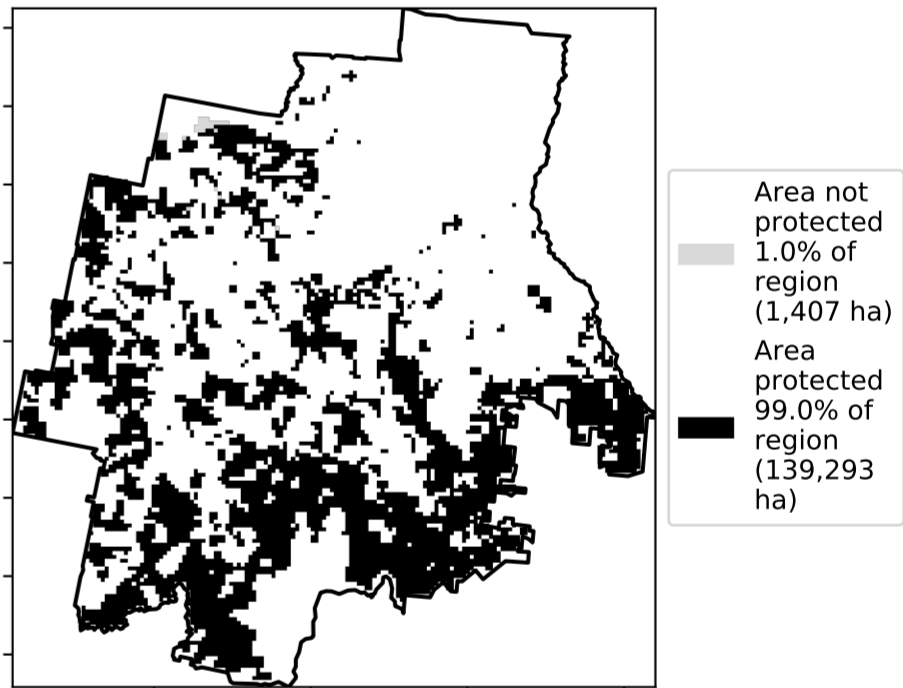 Area not
protected
1.0% of
region
(1,407 ha)
Area
protected
99.0% of
region
(139,293
ha)